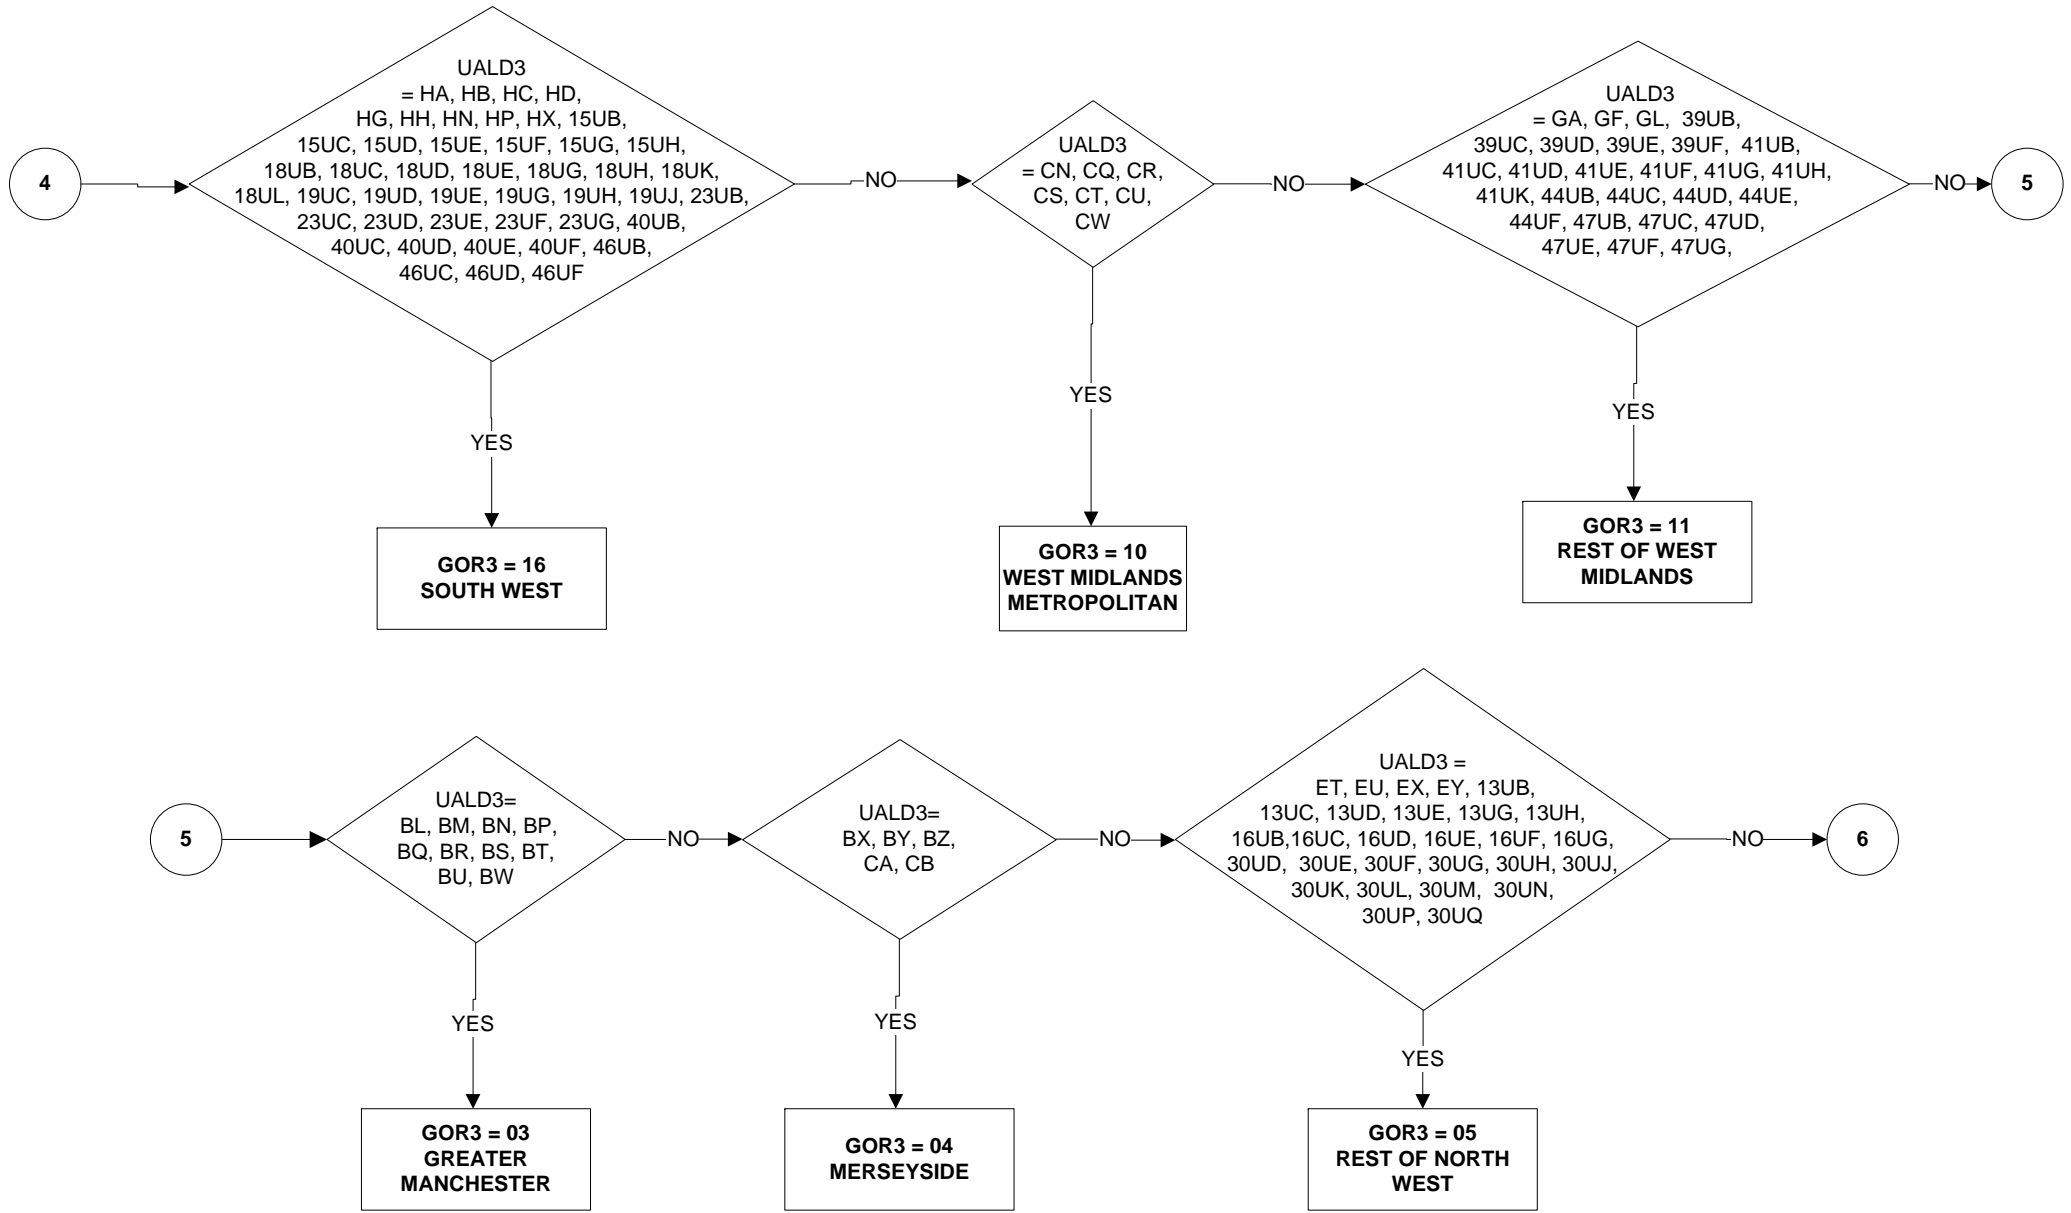 4
UALD3
= HA, HB, HC, HD,
HG, HH, HN, HP, HX, 15UB,
15UC, 15UD, 15UE, 15UF, 15UG, 15UH,
18UB, 18UC, 18UD, 18UE, 18UG, 18UH, 18UK,
18UL, 19UC, 19UD, 19UE, 19UG, 19UH, 19UJ, 23UB,
23UC, 23UD, 23UE, 23UF, 23UG, 40UB,
40UC, 40UD, 40UE, 40UF, 46UB,
46UC, 46UD, 46UF
NO
UALD3
= CN, CQ, CR,
CS, CT, CU,
CW
NO
UALD3
= GA, GF, GL, 39UB,
39UC, 39UD, 39UE, 39UF, 41UB,
41UC, 41UD, 41UE, 41UF, 41UG, 41UH,
41UK, 44UB, 44UC, 44UD, 44UE,
44UF, 47UB, 47UC, 47UD,
47UE, 47UF, 47UG,
NO
5
YES
YES
YES
GOR3 = 16
SOUTH WEST
GOR3 = 10
WEST MIDLANDS
METROPOLITAN
GOR3 = 11
REST OF WEST
MIDLANDS
5
UALD3=
BL, BM, BN, BP,
BQ, BR, BS, BT,
BU, BW
NO
UALD3=
BX, BY, BZ,
CA, CB
NO
UALD3 =
ET, EU, EX, EY, 13UB,
13UC, 13UD, 13UE, 13UG, 13UH,
16UB,16UC, 16UD, 16UE, 16UF, 16UG,
30UD, 30UE, 30UF, 30UG, 30UH, 30UJ,
30UK, 30UL, 30UM, 30UN,
30UP, 30UQ
NO
6
YES
YES
YES
GOR3 = 03
GREATER
MANCHESTER
GOR3 = 04
MERSEYSIDE
GOR3 = 05
REST OF NORTH
WEST